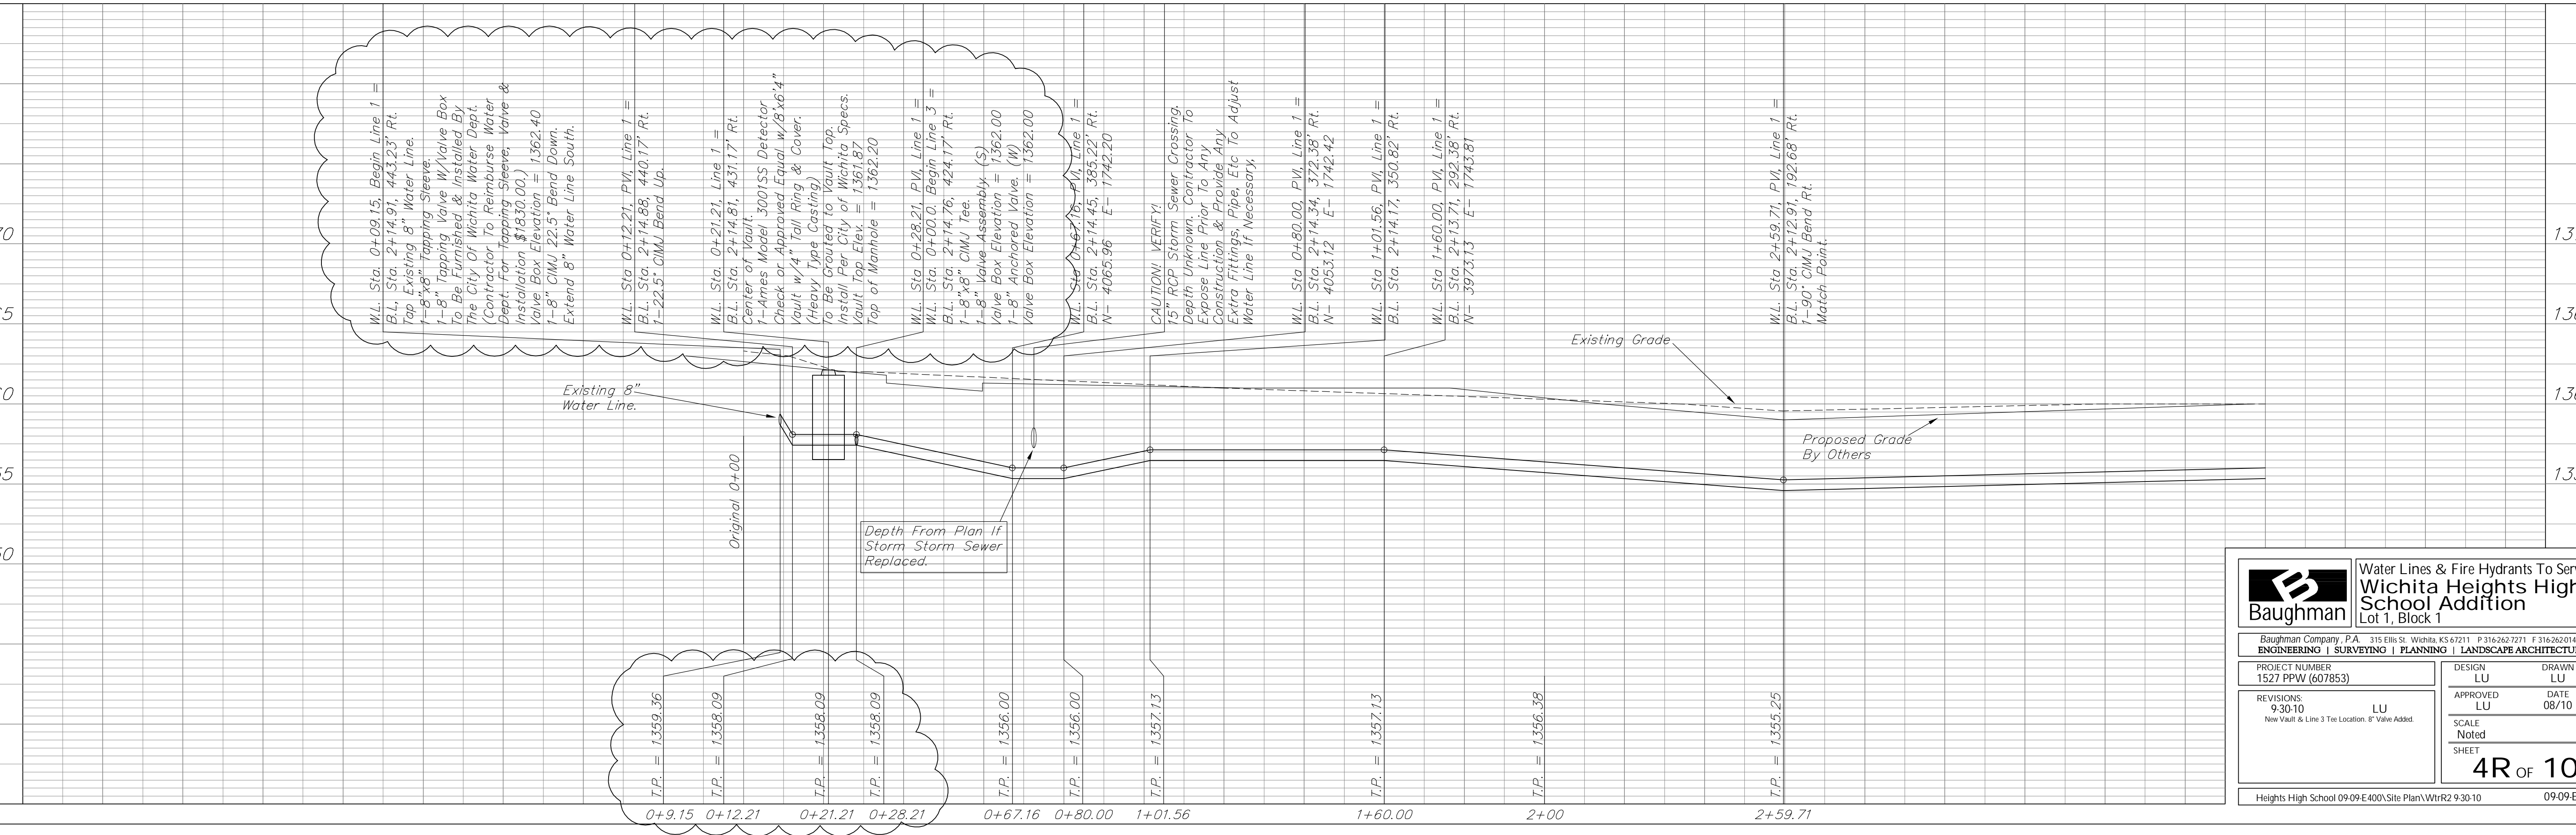 W.L. Sta. 0+09.15, Begin Line 1 =
B.L., Sta. 2+14.91, 443.23' Rt.
Tap Existing 8" Water Line.
1-8"x8" Tapping Sleeve.
1-8" Tapping Valve W/Valve Box
To Be Furnished & Installed By
The City Of Wichita Water Dept.
(Contractor To Reimburse Water
Dept. For Tapping Sleeve, Valve &
Installation $1830.00.)
Valve Box Elevation = 1362.40
1-8" CIMJ 22.5° Bend Down.
Extend 8" Water Line South.
W.L. Sta 0+12.21, PVI, Line 1 =
B.L. Sta. 2+14.88, 440.17' Rt.
1-22.5° CIMJ Bend Up.
W.L. Sta. 0+21.21, Line 1 =
B.L. Sta. 2+14.81, 431.17' Rt.
Center of Vault.
1-Ames Model 3001SS Detector
Check or Approved Equal w/8'x6'4"
Vault w/4" Tall Ring & Cover.
(Heavy Type Casting)
To Be Grouted to Vault Top.
Install Per City of Wichita Specs.
Vault Top Elev. = 1361.87
Top of Manhole = 1362.20
W.L. Sta 0+28.21, PVI, Line 1 =
W.L. Sta. 0+00.0. Begin Line 3 =
B.L. Sta. 2+14.76, 424.17' Rt.
1-8"x8" CIMJ Tee.
1-8" Valve Assembly. (S)
Valve Box Elevation = 1362.00
1-8" Anchored Valve. (W)
Valve Box Elevation = 1362.00
W.L. Sta 0+67.16, PVI, Line 1 =
B.L. Sta. 2+14.45, 385.22' Rt.
N- 4065.96 E- 1742.20
CAUTION! VERIFY!
15" RCP Storm Sewer Crossing.
Depth Unknown. Contractor To
Expose Line Prior To Any
Construction & Provide Any
Extra Fittings, Pipe, Etc To Adjust
Water Line If Necessary,
W.L. Sta 0+80.00, PVI, Line 1 =
B.L. Sta. 2+14.34, 372.38' Rt.
N- 4053.12 E- 1742.42
W.L. Sta 1+01.56, PVI, Line 1 =
B.L. Sta. 2+14.17, 350.82' Rt.
W.L. Sta 1+60.00, PVI, Line 1 =
B.L. Sta. 2+13.71, 292.38' Rt.
N- 3973.13 E- 1743.81
W.L. Sta 2+59.71, PVI, Line 1 =
B.L. Sta. 2+12.91, 192.68' Rt.
1-90° CIMJ Bend Rt.
Match Point.
Existing Grade
Existing 8"
Water Line.
Proposed Grade
By Others
Original 0+00
Depth From Plan If
Storm Storm Sewer
Replaced.
T.P. = 1359.36
T.P. = 1358.09
T.P. = 1358.09
T.P. = 1358.09
T.P. = 1356.00
T.P. = 1356.00
T.P. = 1357.13
T.P. = 1357.13
T.P. = 1356.38
T.P. = 1355.25
0+9.15 0+12.21 0+21.21 0+28.21 0+67.16 0+80.00 1+01.56 1+60.00 2+00 2+59.71
Baughman
Water Lines & Fire Hydrants To
Wichita Heights High
School Addition
Lot 1, Block 1
Baughman Company, P.A. 315 Ellis St. Wichita, KS 67211 P 316-262-7271 F
ENGINEERING | SURVEYING | PLANNING | LANDSCAPE
PROJECT NUMBER
1527 PPW (607853)
DESIGN
LU
DRAWN
LU
REVISIONS:
9-30-10 LU
New Vault & Line 3 Tee Location. 8" Valve Added.
APPROVED
LU
DATE
08/10
SCALE
Noted
SHEET
4R OF 10
Heights High School 09-09-E400\Site Plan\WtrR2 9-30-10